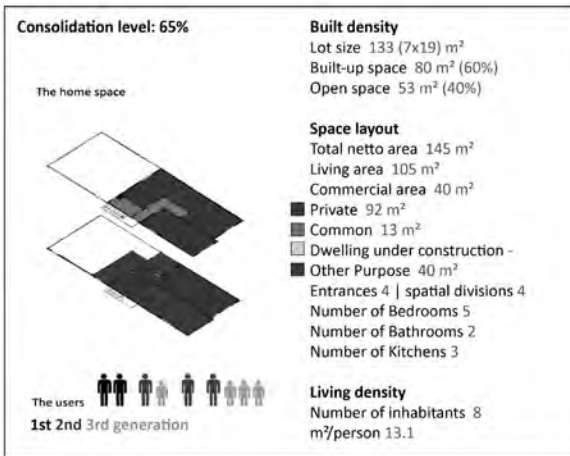 Consolidation level: 65%
The home space
The users
1st 2nd 3rd generation
Built density
Lot size 133 (7x19) m²
Built-up space 80 m² (60%)
Open space 53 m² (40%)
Space layout
Total netto area 145 m²
Living area 105 m²
Commercial area 40 m²
Private 92 m²
Common 13 m²
Dwelling under construction -
Other Purpose 40 m²
Entrances 4 | spatial divisions 4
Number of Bedrooms 5
Number of Bathrooms 2
Number of Kitchens 3
Living density
Number of inhabitants 8
m²/person 13.1